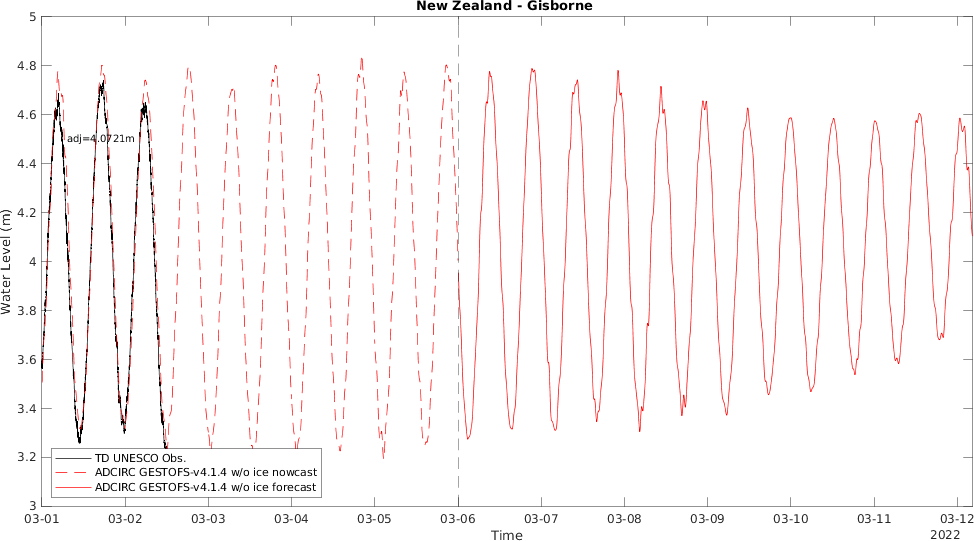 New Zealand - Gisborne
Water Level (m)
5
4.8
4.6
4.4
4.2
4
3.8
3.6
3.4
3.2
3
adj=4.0721m
TD UNESCO Obs.
ADCIRC GESTOFS-v4.1.4 w/o ice nowcast
ADCIRC GESTOFS-v4.1.4 w/o ice forecast
03-01 03-02 03-03 03-04 03-05 03-06 03-07 03-08 03-09 03-10 03-11 03-12
Time
2022